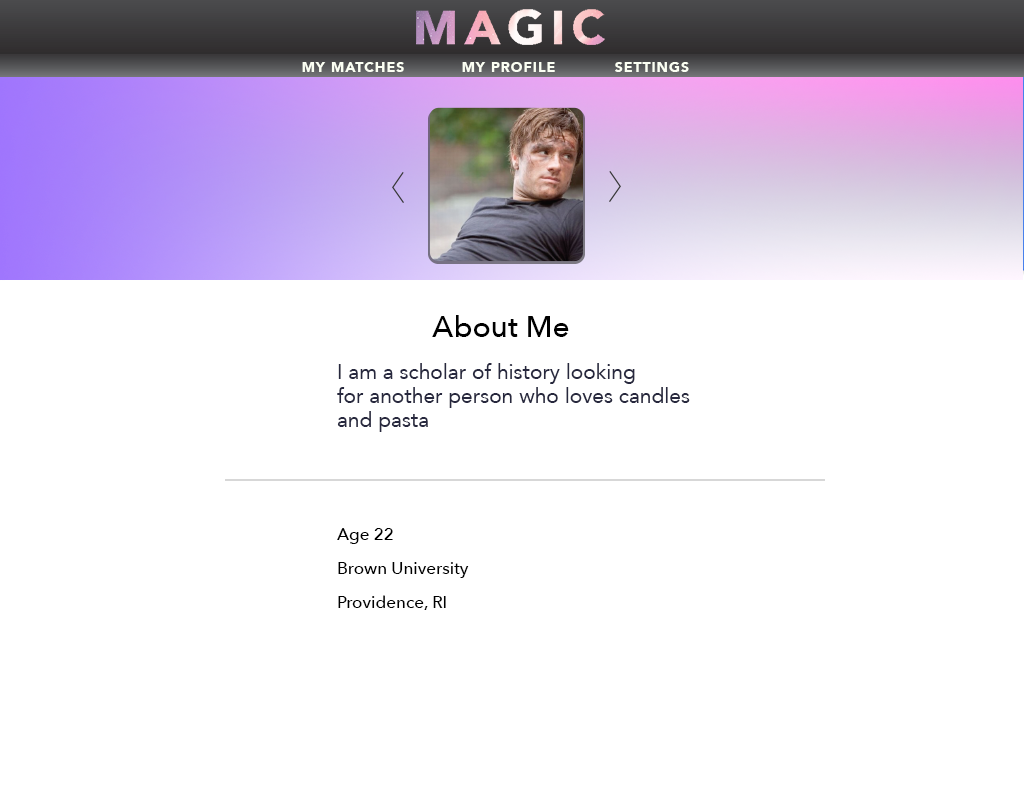 MAGIC
MY MATCHES MY PROFILE SETTINGS
About Me
I am a scholar of history looking
for another person who loves candles
and pasta
Age 22
Brown University
Providence, RI